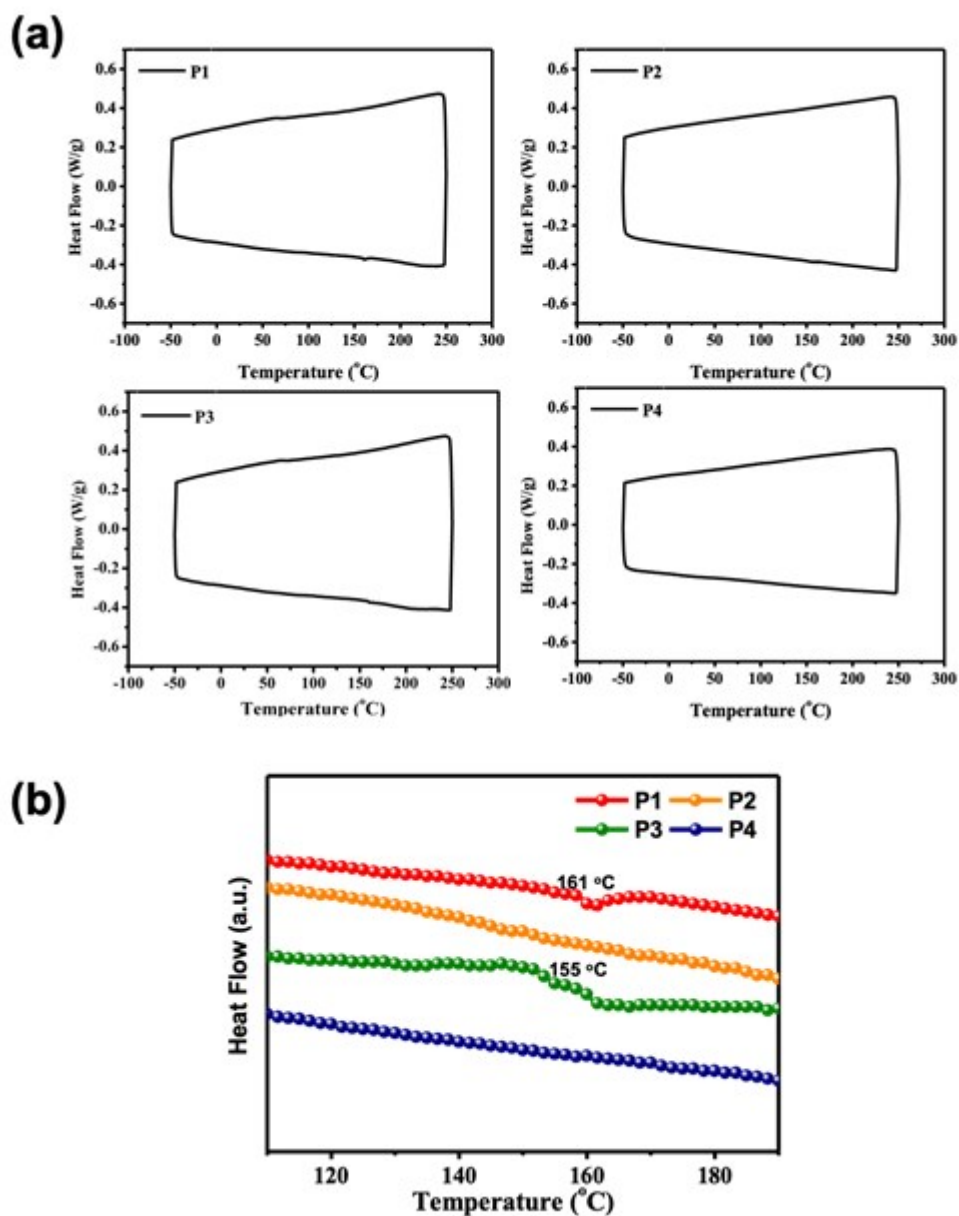 (a)
P1
Heat Flow (W/g)
0.6
0.4
0.2
0.0
-0.2
-0.4
-0.6
-100 -50 0 50 100 150 200 250 300
Temperature (°C)
P2
Heat Flow (W/g)
0.6
0.4
0.2
0.0
-0.2
-0.4
-0.6
-100 -50 0 50 100 150 200 250 300
Temperature (°C)
P3
Heat Flow (W/g)
0.6
0.4
0.2
0.0
-0.2
-0.4
-0.6
-100 -50 0 50 100 150 200 250 300
Temperature (°C)
P4
Heat Flow (W/g)
0.6
0.4
0.2
0.0
-0.2
-0.4
-0.6
-100 -50 0 50 100 150 200 250 300
Temperature (°C)
(b)
P1 P2
P3 P4
161 °C
155 °C
Heat Flow (a.u.)
120 140 160 180
Temperature (°C)